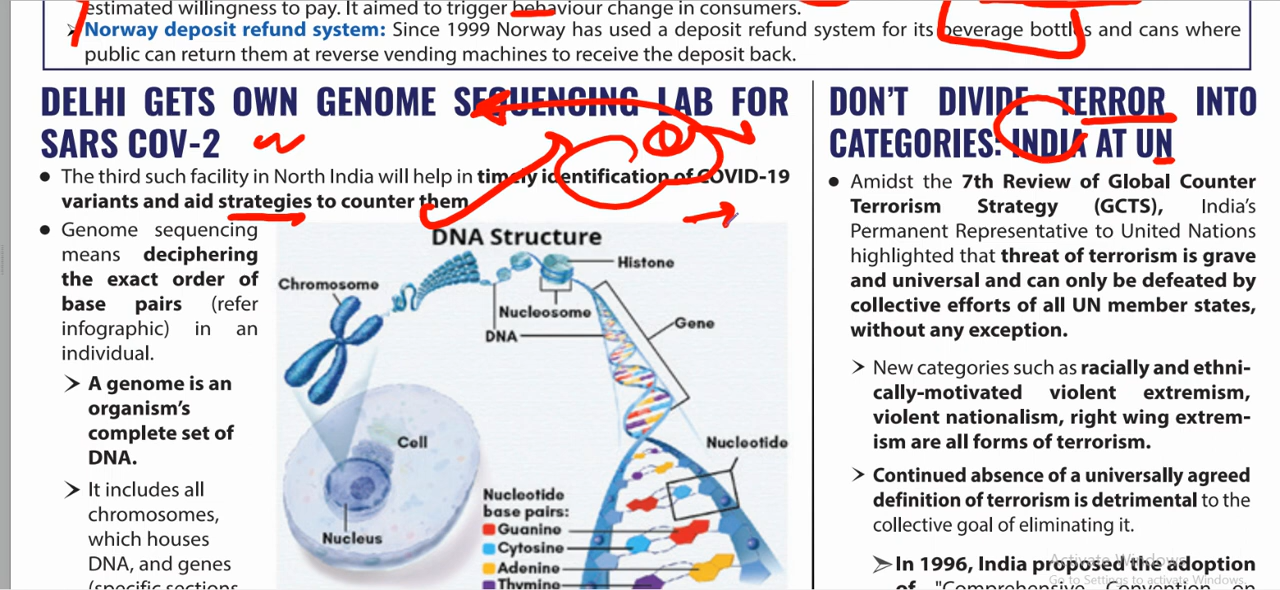 estimated willingness to pay. It aimed to trigger behaviour change in consumers.
➤ Norway deposit refund system: Since 1999 Norway has used a deposit refund system for its beverage bottles and cans where
public can return them at reverse vending machines to receive the deposit back.
DELHI GETS OWN GENOME SEQUENCING LAB FOR
SARS COV-2
• The third such facility in North India will help in timely identification of COVID-19
variants and aid strategies to counter them
• Genome sequencing
means deciphering
the exact order of
base pairs (refer
infographic) in an
individual.
➤ A genome is an
organism's
complete set of
DNA.
➤ It includes all
chromosomes,
which houses
DNA, and genes
(specific sections
DNA Structure
Histone
Chromosome
Nucleosome
Gene
DNA
Cell
Nucleotide
Nucleotide
base pairs:
Guanine
Cytosine
Adenine
Thymine
Nucleus
DON'T DIVIDE TERROR INTO
CATEGORIES: INDIA AT UN
• Amidst the 7th Review of Global Counter
Terrorism Strategy (GCTS), India's
Permanent Representative to United Nations
highlighted that threat of terrorism is grave
and universal and can only be defeated by
collective efforts of all UN member states,
without any exception.
➤ New categories such as racially and ethni-
cally-motivated violent extremism,
violent nationalism, right wing extrem-
ism are all forms of terrorism.
➤ Continued absence of a universally agreed
definition of terrorism is detrimental to the
collective goal of eliminating it.
➤ In 1996, India proposed the adoption
of "Comprehensive Convention on
Activate Windows
Go to Settings to activate Windows.